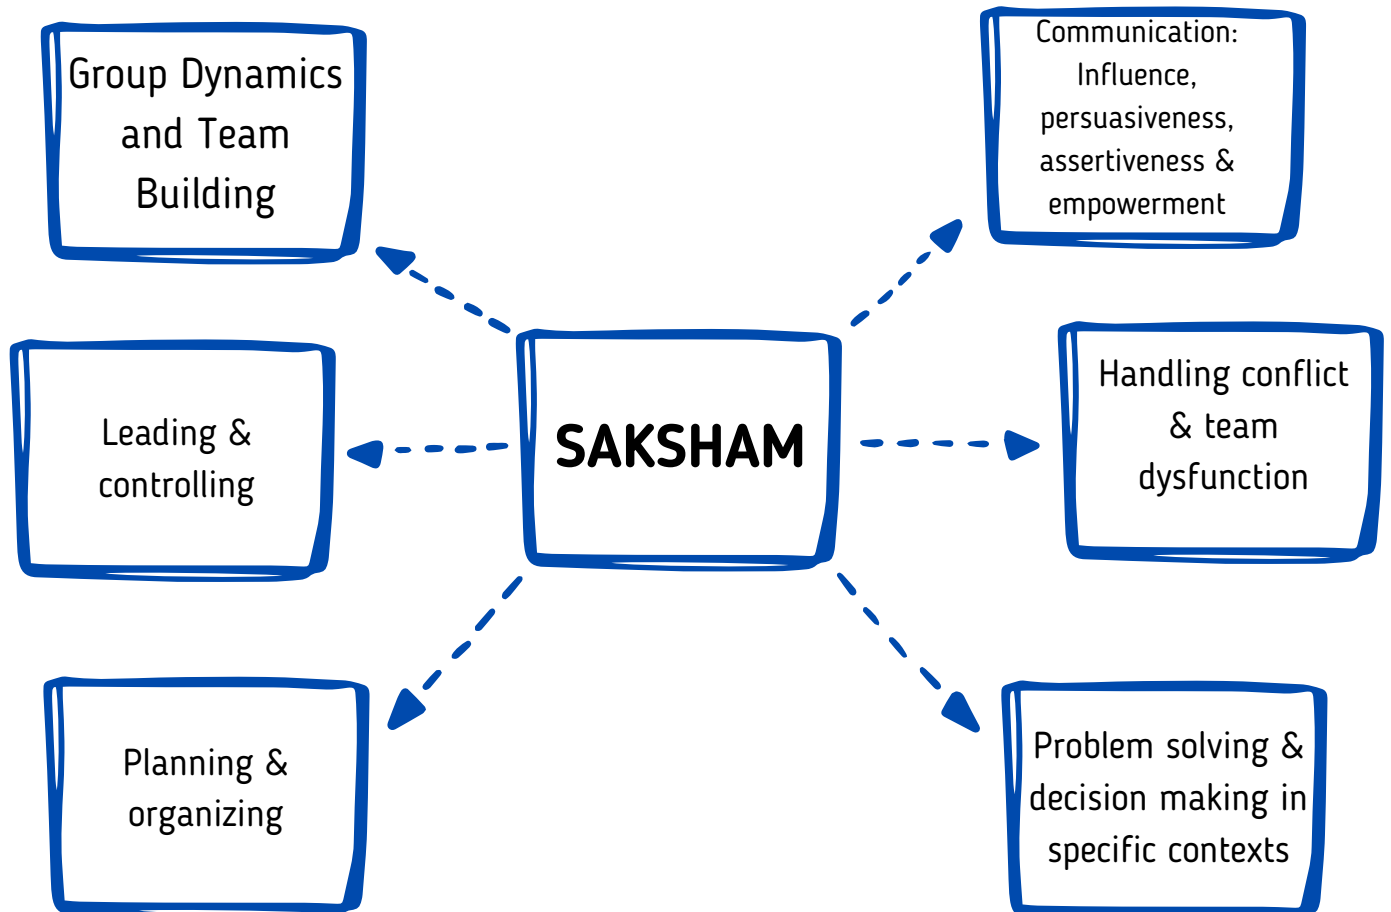 Group Dynamics
and Team
Building
Communication:
Influence,
persuasiveness,
assertiveness &
empowerment
Leading &
controlling
SAKSHAM
Handling conflict
& team
dysfunction
Planning &
organizing
Problem solving &
decision making in
specific contexts